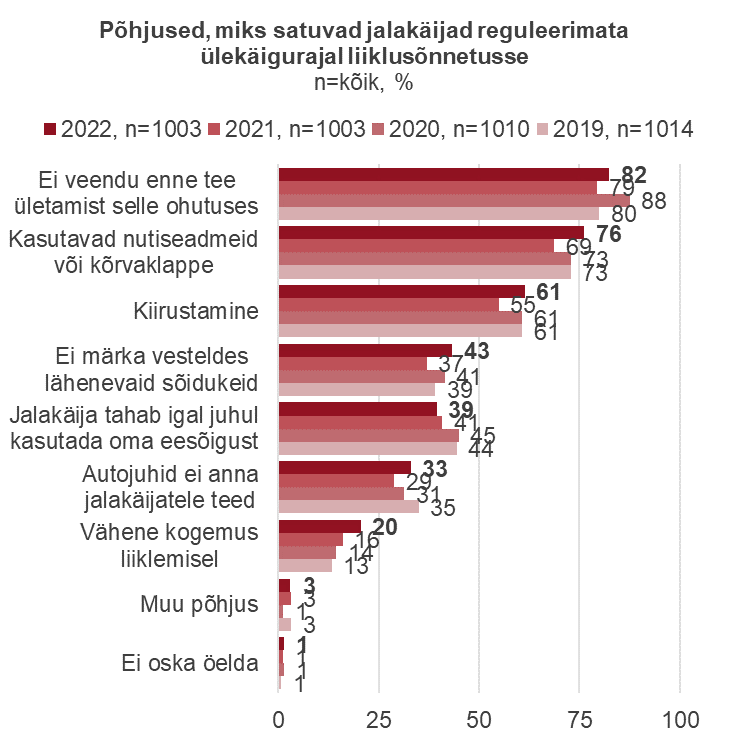 Põhjused, miks satuvad jalakäijad reguleerimata
ülekäigurajal liiklusõnnetusse
n=kõik, %
2022, n=1003 2021, n=1003 2020, n=1010 2019, n=1014
Ei veendu enne tee
ületamist selle ohutuses
82
79
88
80
Kasutavad nutiseadmeid
või kõrvaklappe
76
69
73
73
Kiirustamine
61
55
61
61
Ei märka vesteldes
lähenevaid sõidukeid
43
37
41
39
Jalakäija tahab igal juhul
kasutada oma eesõigust
39
41
45
44
Autojuhid ei anna
jalakäijatele teed
33
29
31
35
Vähene kogemus
liiklemisel
20
16
14
13
Muu põhjus
3
3
1
3
Ei oska öelda
1
1
1
1
0 25 50 75 100